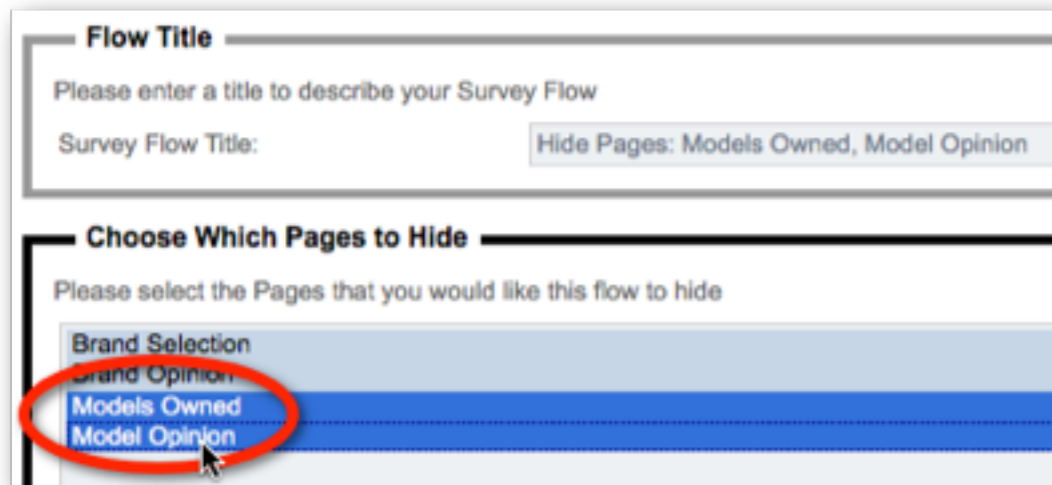 Flow Title
Please enter a title to describe your Survey Flow
Survey Flow Title: Hide Pages: Models Owned, Model Opinion
Choose Which Pages to Hide
Please select the Pages that you would like this flow to hide
Brand Selection
Brand Opinion
Models Owned
Model Opinion